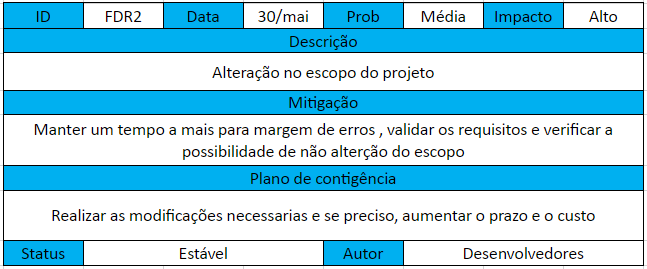 ID FDR2 Data 30/mai Prob Média Impacto Alto
Descrição
Alteração no escopo do projeto
Mitigação
Manter um tempo a mais para margem de erros , validar os requisitos e verificar a
possibilidade de não alterção do escopo
Plano de contigência
Realizar as modificações necessarias e se preciso, aumentar o prazo e o custo
Status Estável Autor Desenvolvedores